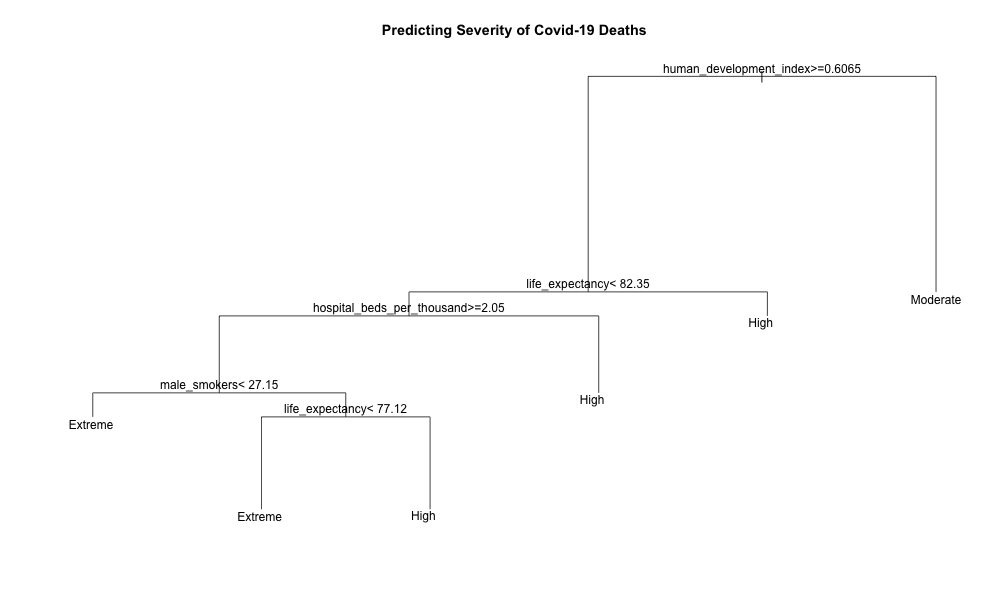 Predicting Severity of Covid-19 Deaths
human_development_index>=0.6065
life_expectancy< 82.35
Moderate
hospital_beds_per_thousand>=2.05
High
male_smokers< 27.15
High
life_expectancy< 77.12
Extreme
Extreme
High